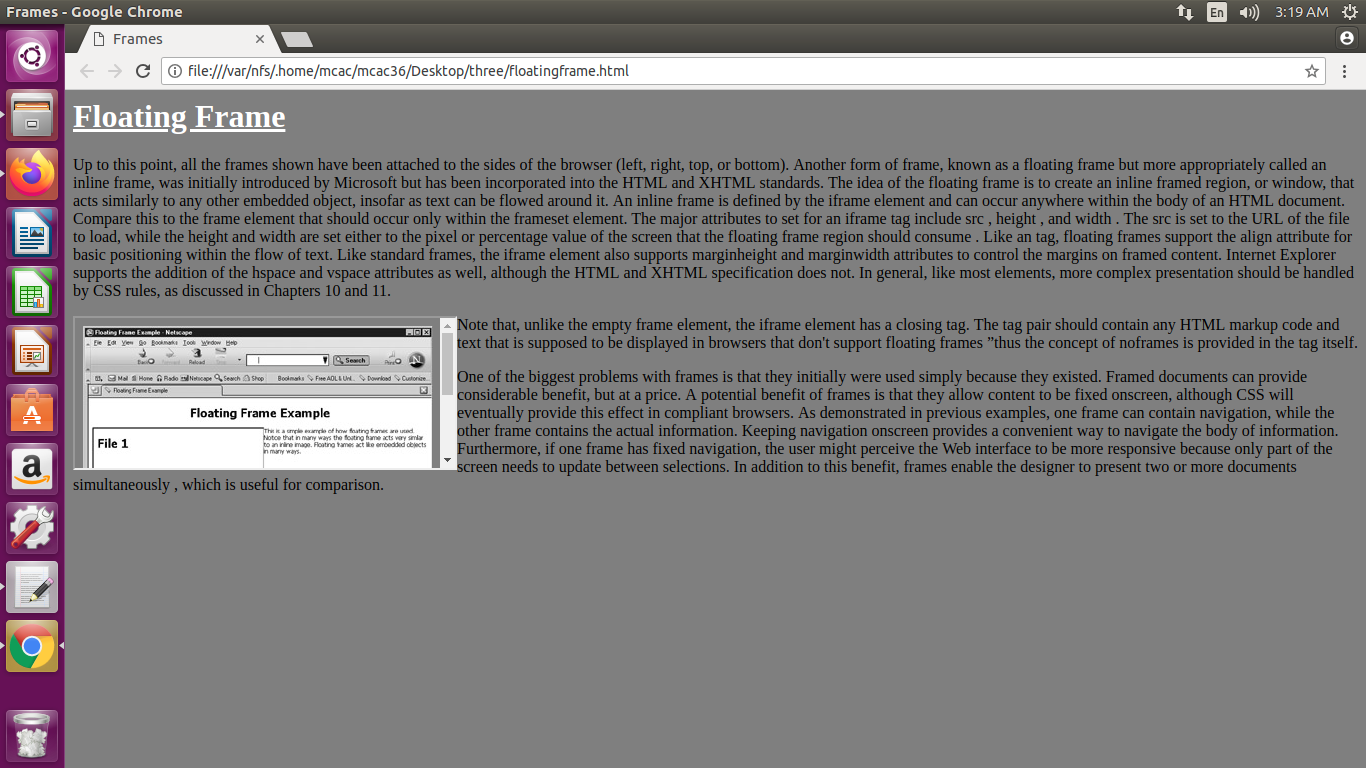 Frames - Google Chrome
En
3:19 AM
Frames
file:///var/nfs/.home/mcac/mcac36/Desktop/three/floatingframe.html
Floating Frame
Up to this point, all the frames shown have been attached to the sides of the browser (left, right, top, or bottom). Another form of frame, known as a floating frame but more appropriately called an
inline frame, was initially introduced by Microsoft but has been incorporated into the HTML and XHTML standards. The idea of the floating frame is to create an inline framed region, or window, that
acts similarly to any other embedded object, insofar as text can be flowed around it. An inline frame is defined by the iframe element and can occur anywhere within the body of an HTML document.
Compare this to the frame element that should occur only within the frameset element. The major attributes to set for an iframe tag include src , height , and width . The src is set to the URL of the file
to load, while the height and width are set either to the pixel or percentage value of the screen that the floating frame region should consume . Like an tag, floating frames support the align attribute for
basic positioning within the flow of text. Like standard frames, the iframe element also supports marginheight and marginwidth attributes to control the margins on framed content. Internet Explorer
supports the addition of the hspace and vspace attributes as well, although the HTML and XHTML specification does not. In general, like most elements, more complex presentation should be handled
by CSS rules, as discussed in Chapters 10 and 11.
Floating Frame Example - Netscape
File Edit View Go Bookmarks Tools Window Help
Back Forward Reload Stop Search Print N
Mail Home Radio Netscape Search Shop Bookmarks Free AOL & Unl... Download Customize...
Floating Frame Example
Floating Frame Example
File 1
This is a simple example of how floating frames are used.
Notice that in many ways the floating frame acts very similar
to an inline image. Floating frames act like embedded objects
in many ways.
Note that, unlike the empty frame element, the iframe element has a closing tag. The tag pair should contain any HTML markup code and
text that is supposed to be displayed in browsers that don't support floating frames ”thus the concept of noframes is provided in the tag itself.
One of the biggest problems with frames is that they initially were used simply because they existed. Framed documents can provide
considerable benefit, but at a price. A potential benefit of frames is that they allow content to be fixed onscreen, although CSS will
eventually provide this effect in compliant browsers. As demonstrated in previous examples, one frame can contain navigation, while the
other frame contains the actual information. Keeping navigation onscreen provides a convenient way to navigate the body of information.
Furthermore, if one frame has fixed navigation, the user might perceive the Web interface to be more responsive because only part of the
screen needs to update between selections. In addition to this benefit, frames enable the designer to present two or more documents
simultaneously , which is useful for comparison.